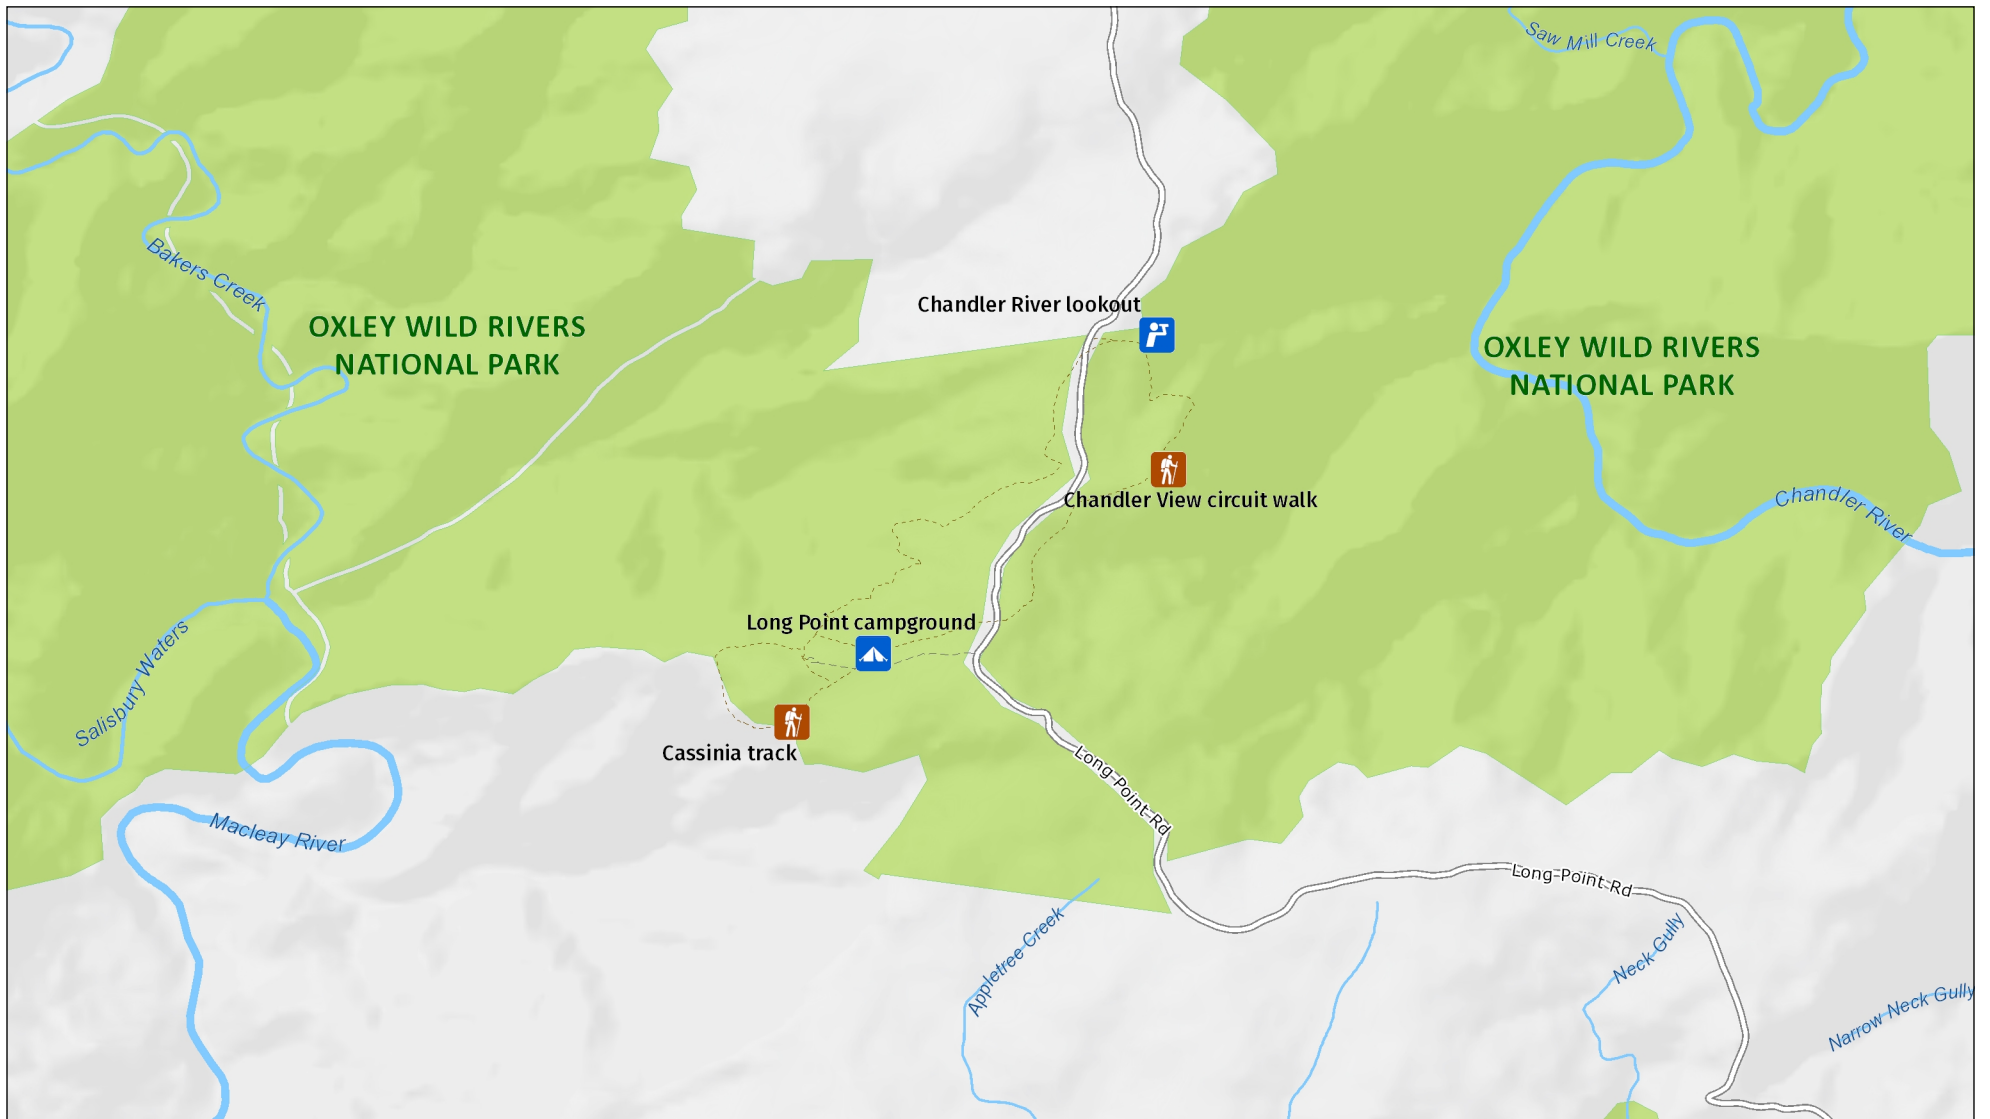 Saw Mill Creek
Bakers Creek
Chandler River lookout
OXLEY WILD RIVERS
NATIONAL PARK
OXLEY WILD RIVERS
NATIONAL PARK
Chandler View circuit walk
Chandler River
Long Point campground
Salisbury Waters
Cassinia track
Long Point Rd
Macleay River
Long Point Rd
Appletree Creek
Neck Gully
Narrow Neck Gully